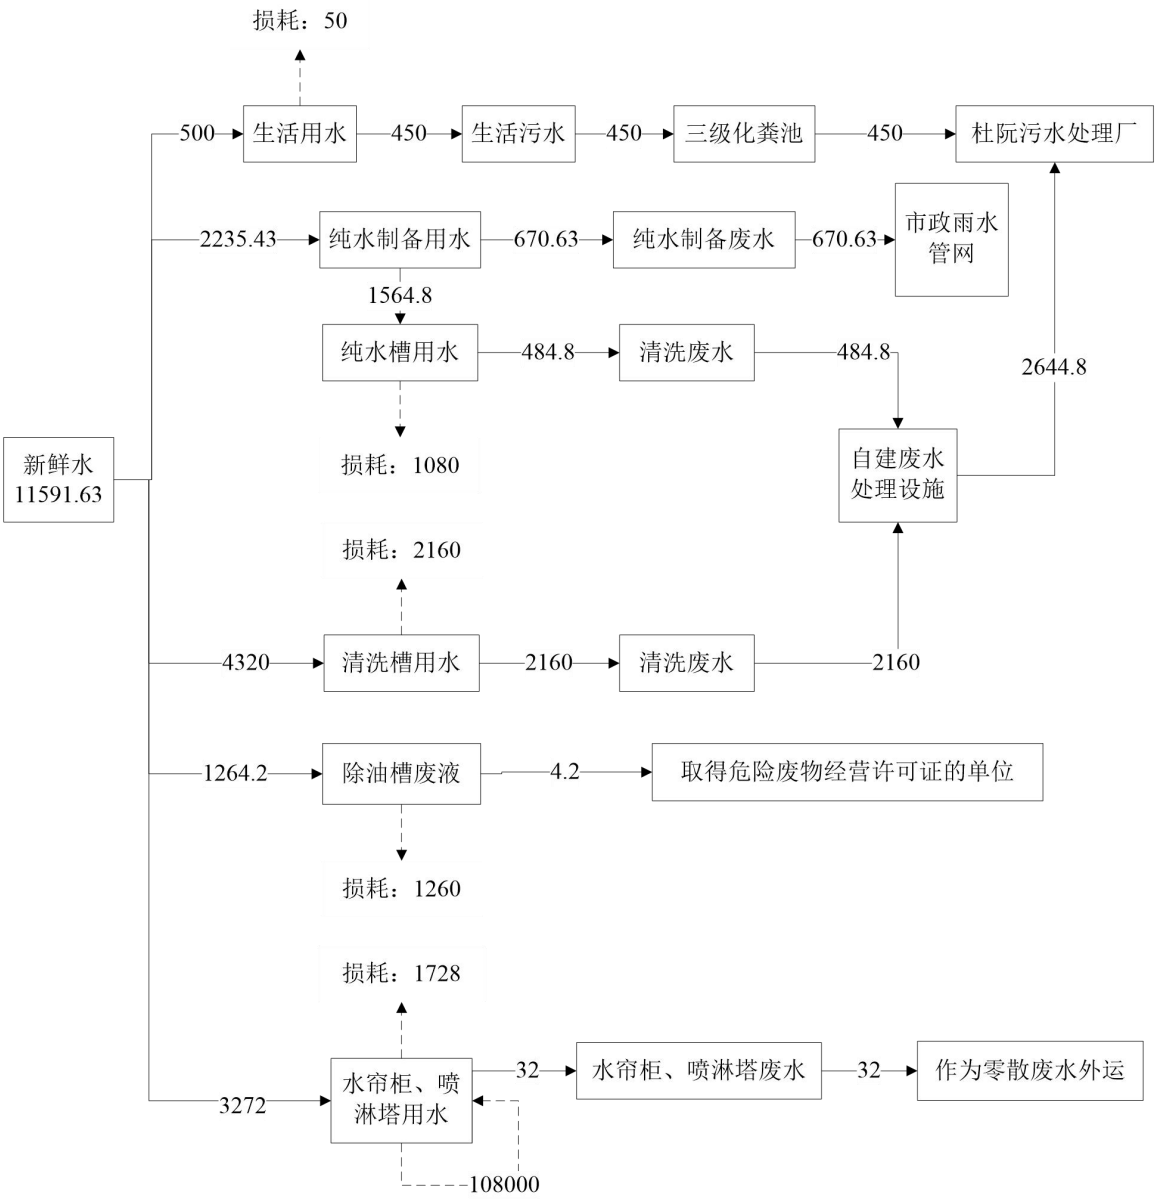 损耗：50
500
生活用水
450
生活污水
450
三级化粪池
450
杜阮污水处理厂
2235.43
纯水制备用水
670.63
纯水制备废水
670.63
市政雨水
管网
1564.8
纯水槽用水
484.8
清洗废水
484.8
2644.8
新鲜水
11591.63
损耗：1080
自建废水
处理设施
损耗：2160
4320
清洗槽用水
2160
清洗废水
2160
1264.2
除油槽废液
4.2
取得危险废物经营许可证的单位
损耗：1260
损耗：1728
3272
水帘柜、喷
淋塔用水
32
水帘柜、喷淋塔废水
32
作为零散废水外运
108000